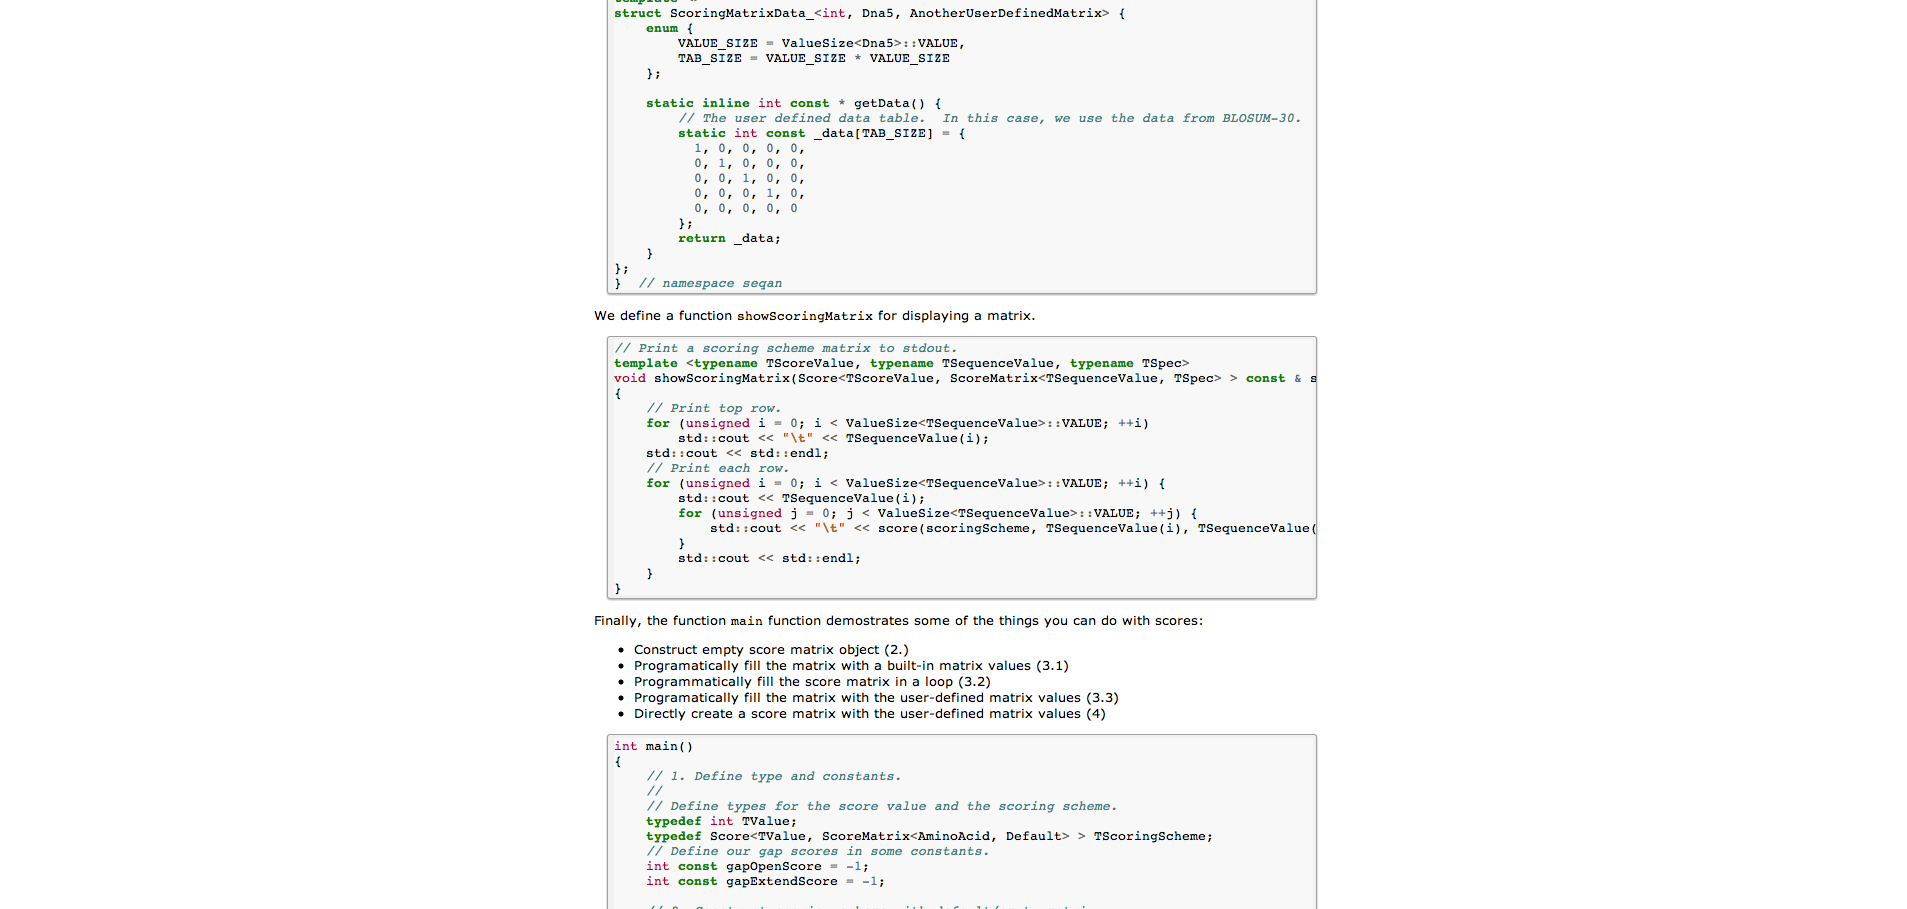 struct ScoringMatrixData_<int, Dna5, AnotherUserDefinedMatrix> {
    enum {
        VALUE_SIZE = ValueSize<Dna5>::VALUE,
        TAB_SIZE = VALUE_SIZE * VALUE_SIZE
    };

    static inline int const * getData() {
        // The user defined data table.  In this case, we use the data from BLOSUM-30.
        static int const _data[TAB_SIZE] = {
          1, 0, 0, 0, 0,
          0, 1, 0, 0, 0,
          0, 0, 1, 0, 0,
          0, 0, 0, 1, 0,
          0, 0, 0, 0, 0
        };
        return _data;
    }
};
}  // namespace seqan
We define a function showScoringMatrix for displaying a matrix.
// Print a scoring scheme matrix to stdout.
template <typename TScoreValue, typename TSequenceValue, typename TSpec>
void showScoringMatrix(Score<TScoreValue, ScoreMatrix<TSequenceValue, TSpec> > const & s
{
    // Print top row.
    for (unsigned i = 0; i < ValueSize<TSequenceValue>::VALUE; ++i)
        std::cout << "\t" << TSequenceValue(i);
    std::cout << std::endl;
    // Print each row.
    for (unsigned i = 0; i < ValueSize<TSequenceValue>::VALUE; ++i) {
        std::cout << TSequenceValue(i);
        for (unsigned j = 0; j < ValueSize<TSequenceValue>::VALUE; ++j) {
            std::cout << "\t" << score(scoringScheme, TSequenceValue(i), TSequenceValue(
        }
        std::cout << std::endl;
    }
}
Finally, the function main function demostrates some of the things you can do with scores:
• Construct empty score matrix object (2.)
• Programatically fill the matrix with a built-in matrix values (3.1)
• Programmatically fill the score matrix in a loop (3.2)
• Programatically fill the matrix with the user-defined matrix values (3.3)
• Directly create a score matrix with the user-defined matrix values (4)
int main()
{
    // 1. Define type and constants.
    //
    // Define types for the score value and the scoring scheme.
    typedef int TValue;
    typedef Score<TValue, ScoreMatrix<AminoAcid, Default> > TScoringScheme;
    // Define our gap scores in some constants.
    int const gapOpenScore = -1;
    int const gapExtendScore = -1;